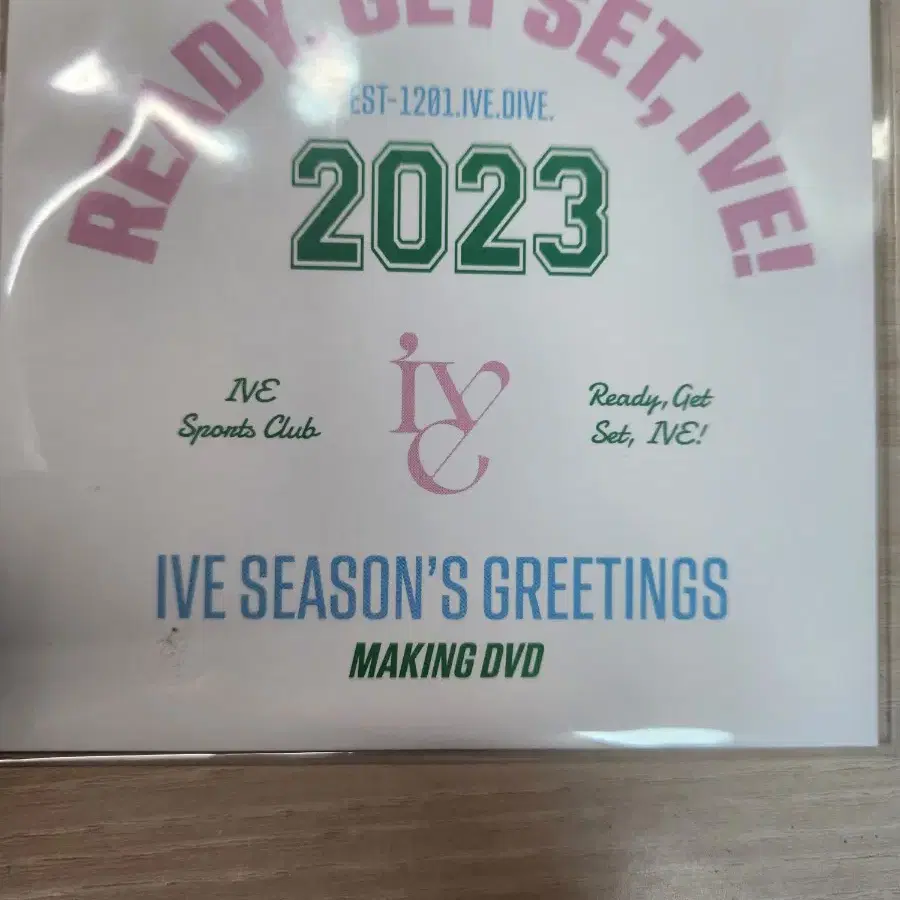 READY, GET SET, IVE!
EST-1201.IVE.DIVE.
2023
IVE
Sports Club
IVE
Ready, Get
Set, IVE!
IVE SEASON'S GREETINGS
MAKING DVD